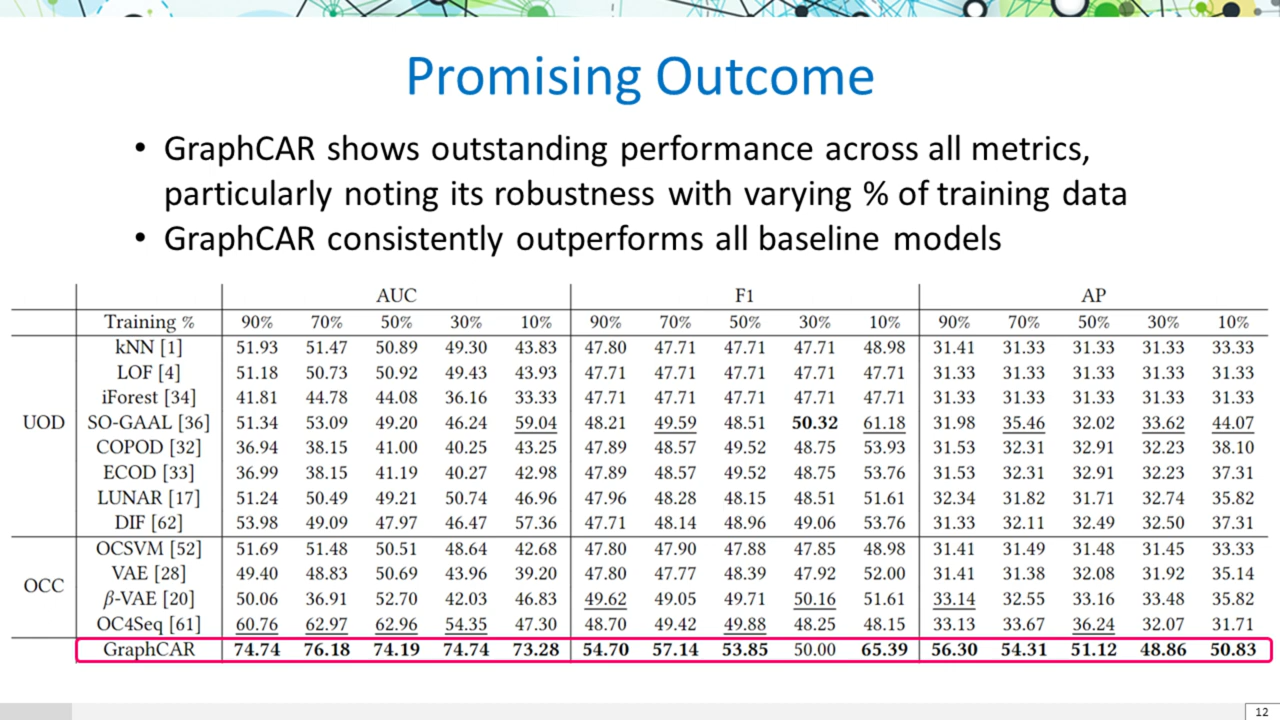 Promising Outcome
• GraphCAR shows outstanding performance across all metrics,
particularly noting its robustness with varying % of training data
• GraphCAR consistently outperforms all baseline models
AUC F1 AP
Training % 90% 70% 50% 30% 10% 90% 70% 50% 30% 10% 90% 70% 50% 30% 10%
kNN [1] 51.93 51.47 50.89 49.30 43.83 47.80 47.71 47.71 47.71 48.98 31.41 31.33 31.33 31.33 33.33
LOF [4] 51.18 50.73 50.92 49.43 43.93 47.71 47.71 47.71 47.71 47.71 31.33 31.33 31.33 31.33 31.33
iForest [34] 41.81 44.78 44.08 36.16 33.33 47.71 47.71 47.71 47.71 47.71 31.33 31.33 31.33 31.33 31.33
UOD SO-GAAL [36] 51.34 53.09 49.20 46.24 59.04 48.21 49.59 48.51 50.32 61.18 31.98 35.46 32.02 33.62 44.07
COPOD [32] 36.94 38.15 41.00 40.25 43.25 47.89 48.57 49.52 48.75 53.93 31.53 32.31 32.91 32.23 38.10
ECOD [33] 36.99 38.15 41.19 40.27 42.98 47.89 48.57 49.52 48.75 53.76 31.53 32.31 32.91 32.23 37.31
LUNAR [17] 51.24 50.49 49.21 50.74 46.96 47.96 48.28 48.15 48.51 51.61 32.34 31.82 31.71 32.74 35.82
DIF [62] 53.98 49.09 47.97 46.47 57.36 47.71 48.14 48.96 49.06 53.76 31.33 32.11 32.49 32.50 37.31
OCSVM [52] 51.69 51.48 50.51 48.64 42.68 47.80 47.90 47.88 47.85 48.98 31.41 31.49 31.48 31.45 33.33
OCC VAE [28] 49.40 48.83 50.69 43.96 39.20 47.80 47.77 48.39 47.92 52.00 31.41 31.38 32.08 31.92 35.14
β-VAE [20] 50.06 36.91 52.70 42.03 46.83 49.62 49.05 49.71 50.16 51.61 33.14 32.55 33.16 33.48 35.82
OC4Seq [61] 60.76 62.97 62.96 54.35 47.30 48.70 49.42 49.88 48.25 48.15 33.13 33.67 36.24 32.07 31.71
GraphCAR 74.74 76.18 74.19 74.74 73.28 54.70 57.14 53.85 50.00 65.39 56.30 54.31 51.12 48.86 50.83
12